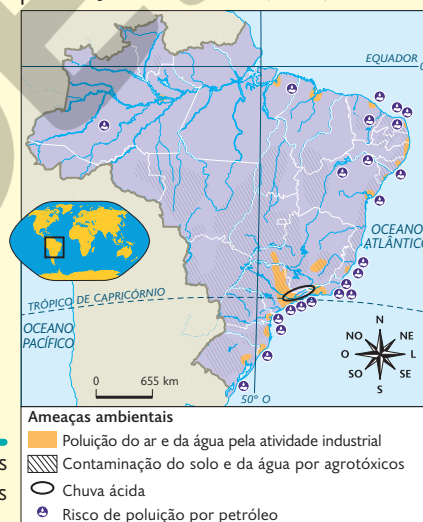 EQUADOR
0
OCEANO
ATLÂNTICO
TRÓPICO DE CAPRICÓRNIO
OCEANO
PACÍFICO
N
NO NE
O L
SO SE
S
0 655 km
50° O
Ameaças ambientais
Poluição do ar e da água pela atividade industrial
Contaminação do solo e da água por agrotóxicos
Chuva ácida
Risco de poluição por petróleo